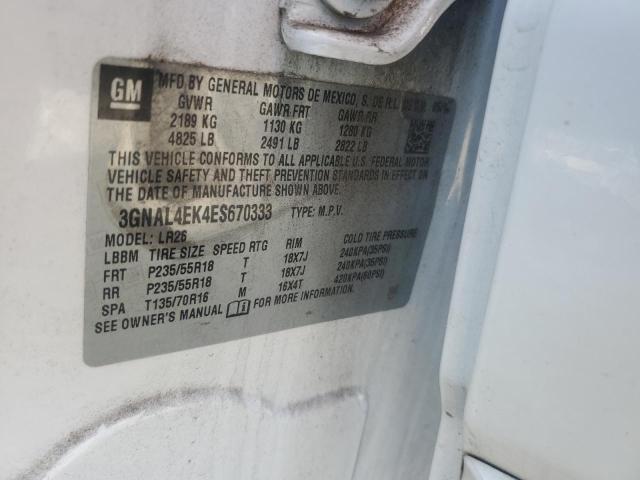 GM
MFD BY GENERAL MOTORS DE MEXICO, S. DE R.L.
GVWR GAWR FRT GAWR RR
2189 KG 1130 KG 1280 KG
4825 LB 2491 LB 2822 LB
THIS VEHICLE CONFORMS TO ALL APPLICABLE U.S. FEDERAL MOTOR
VEHICLE SAFETY AND THEFT PREVENTION STANDARDS IN EFFECT ON
THE DATE OF MANUFACTURE SHOWN ABOVE.
3GNAL4EK4ES670333 TYPE: M.P.V.
MODEL: LR26
LBBM TIRE SIZE SPEED RTG RIM COLD TIRE PRESSURE
FRT P235/55R18 T 18X7J 240KPA(35PSI)
RR P235/55R18 T 18X7J 240KPA(35PSI)
SPA T135/70R16 M 16X4T 420KPA(60PSI)
SEE OWNER'S MANUAL FOR MORE INFORMATION.